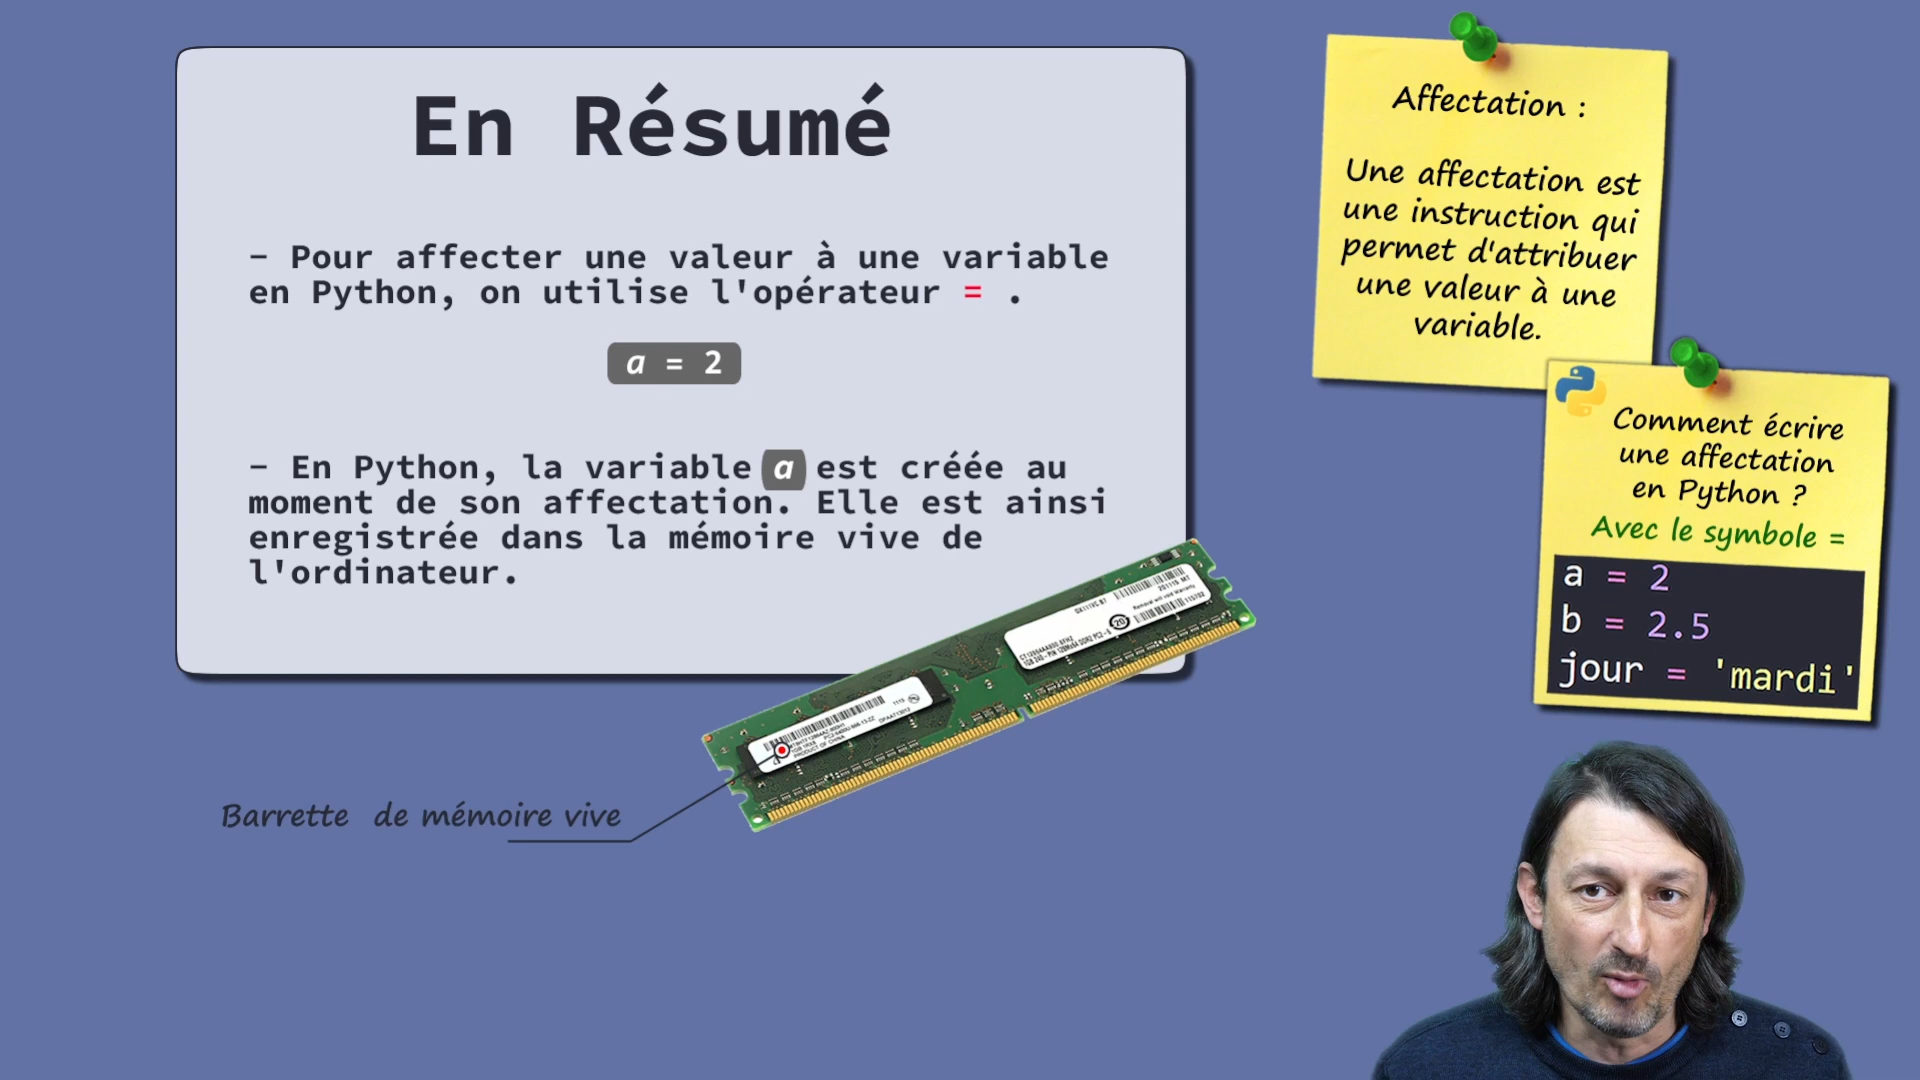 En Résumé
- Pour affecter une valeur à une variable
en Python, on utilise l'opérateur = .
a = 2
- En Python, la variable a est créée au
moment de son affectation. Elle est ainsi
enregistrée dans la mémoire vive de
l'ordinateur.
Barrette de mémoire vive
Affectation :
Une affectation est
une instruction qui
permet d'attribuer
une valeur à une
variable.
Comment écrire
une affectation
en Python ?
Avec le symbole =
a = 2
b = 2.5
jour = 'mardi'
PRODUCT OF CHINA